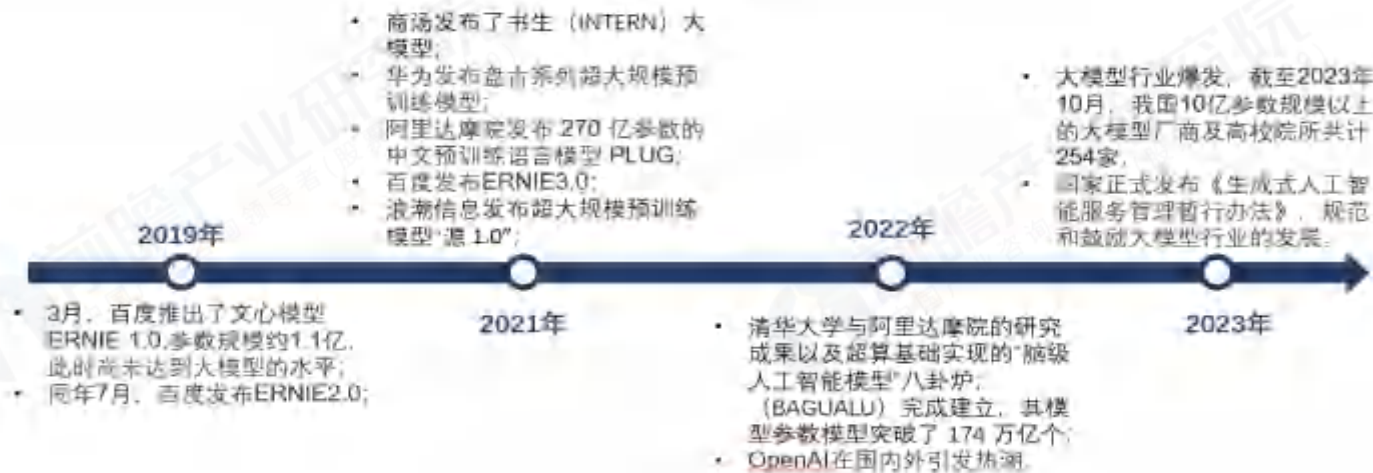 • 商汤发布了书生（INTERN）大
模型;
• 华为发布盘古系列超大规模预
训练模型;
• 阿里达摩院发布 270 亿参数的
中文预训练语言模型 PLUG;
• 百度发布ERNIE3.0;
• 浪潮信息发布超大规模预训练
模型“源 1.0”;
• 大模型行业爆发，截至2023年
10月，我国10亿参数规模以上
的大模型厂商及高校院所共计
254家，
• 国家正式发布《生成式人工智
能服务管理暂行办法》，规范
和鼓励大模型行业的发展。
2019年
2022年
2021年
2023年
• 3月，百度推出了文心模型
ERNIE 1.0,参数规模约1.1亿,
此时尚未达到大模型的水平;
• 同年7月，百度发布ERNIE2.0;
• 清华大学与阿里达摩院的研究
成果以及超算基础实现的“脑级
人工智能模型”八卦炉;
（BAGUALU）完成建立，其模
型参数模型突破了 174 万亿个;
• OpenAI在国内外引发热潮。